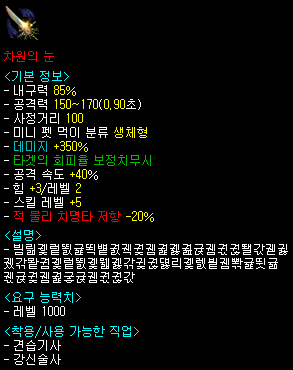 차원의 눈
<기본 정보>
- 내구력 85%
- 공격력 150~170(0.90초)
- 사정거리 100
- 미니 펫 먹이 분류 생체형
- 데미지 +350%
- 타겟의 회피율 보정치무시
- 공격 속도 +40%
- 힘 +3/레벨 2
- 스킬 레벨 +5
- 적 물리 치명타 저항 -20%
<설명>
<요구 능력치>
- 레벨 1000
<착용/사용 가능한 직업>
- 견습기사
- 강신술사